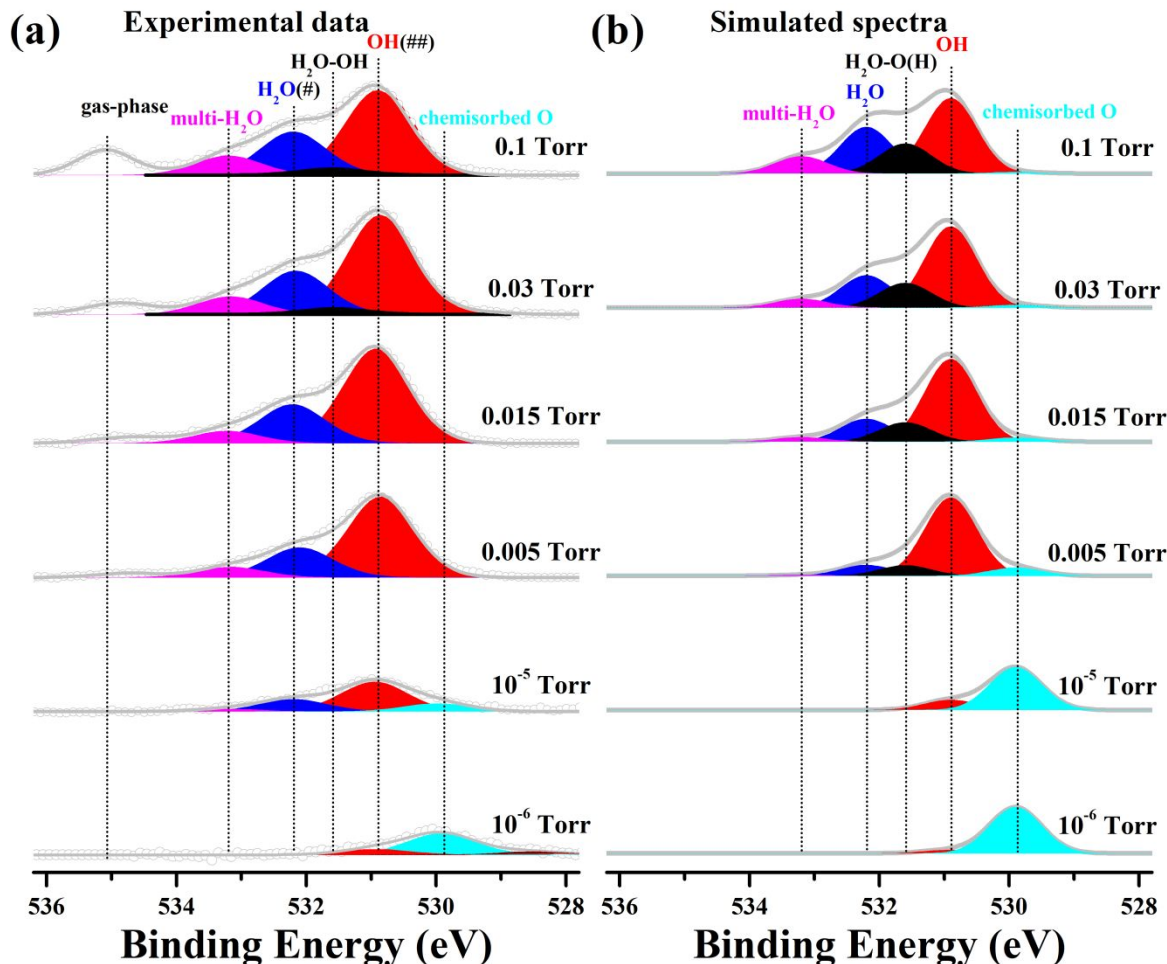 (a) Experimental data
OH(##)
H₂O-OH
H₂O(#)
gas-phase
multi-H₂O
chemisorbed O
0.1 Torr
0.03 Torr
0.015 Torr
0.005 Torr
10⁻⁵ Torr
10⁻⁶ Torr
536 534 532 530 528
Binding Energy (eV)
(b) Simulated spectra
OH
H₂O-O(H)
H₂O
multi-H₂O
chemisorbed O
0.1 Torr
0.03 Torr
0.015 Torr
0.005 Torr
10⁻⁵ Torr
10⁻⁶ Torr
536 534 532 530 528
Binding Energy (eV)